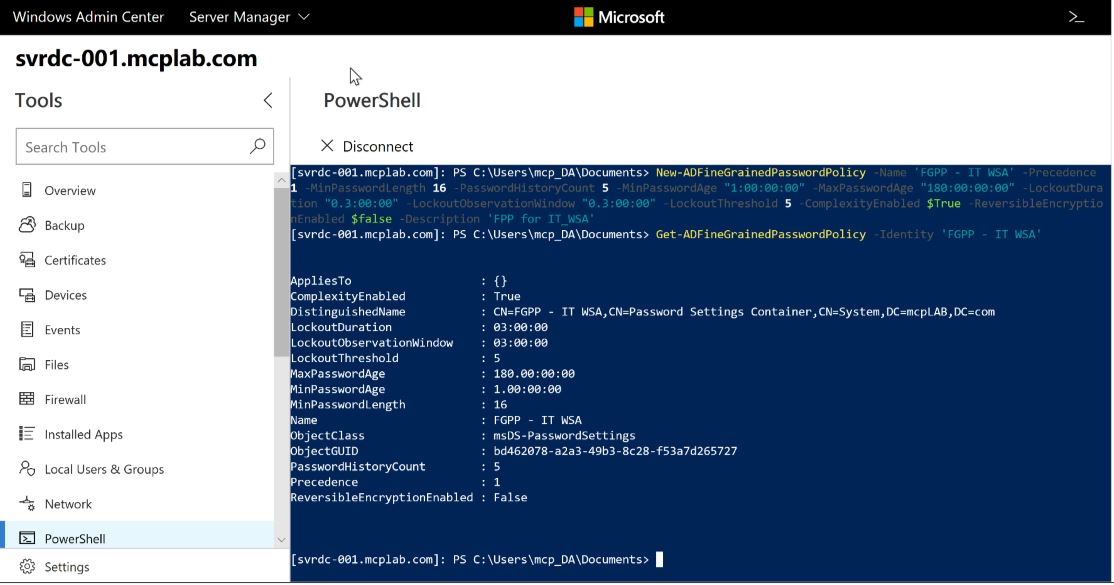 Windows Admin Center Server Manager Microsoft
svrdc-001.mcplab.com
Tools
Search Tools
Overview
Backup
Certificates
Devices
Events
Files
Firewall
Installed Apps
Local Users & Groups
Network
PowerShell
Settings
PowerShell
Disconnect
[svrdc-001.mcplab.com]: PS C:\Users\mcp_DA\Documents> New-ADFineGrainedPasswordPolicy -Name 'FGPP - IT WSA' -Precedence
1 -MinPasswordLength 16 -PasswordHistoryCount 5 -MinPasswordAge "1:00:00:00" -MaxPasswordAge "180:00:00:00" -LockoutDura
tion "0.3:00:00" -LockoutObservationWindow "0.3:00:00" -LockoutThreshold 5 -ComplexityEnabled $True -ReversibleEncryptio
nEnabled $false -Description 'FPP for IT_WSA'
[svrdc-001.mcplab.com]: PS C:\Users\mcp_DA\Documents> Get-ADFineGrainedPasswordPolicy -Identity 'FGPP - IT WSA'
AppliesTo : {}
ComplexityEnabled : True
DistinguishedName : CN=FGPP - IT WSA,CN=Password Settings Container,CN=System,DC=mcpLAB,DC=com
LockoutDuration : 03:00:00
LockoutObservationWindow : 03:00:00
LockoutThreshold : 5
MaxPasswordAge : 180.00:00:00
MinPasswordAge : 1.00:00:00
MinPasswordLength : 16
Name : FGPP - IT WSA
ObjectClass : msDS-PasswordSettings
ObjectGUID : bd462078-a2a3-49b3-8c28-f53a7d265727
PasswordHistoryCount : 5
Precedence : 1
ReversibleEncryptionEnabled : False
[svrdc-001.mcplab.com]: PS C:\Users\mcp_DA\Documents>